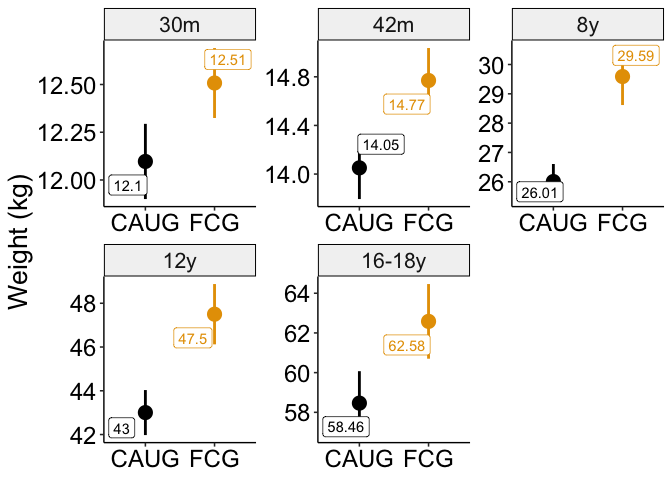 30m
42m
8y
12.50
12.25
12.00
12.51
12.1
CAUG FCG
14.8
14.4
14.0
14.77
14.05
CAUG FCG
30
29
28
27
26
29.59
26.01
CAUG FCG
Weight (kg)
12y
16-18y
48
46
44
42
47.5
43
CAUG FCG
64
62
60
58
62.58
58.46
CAUG FCG